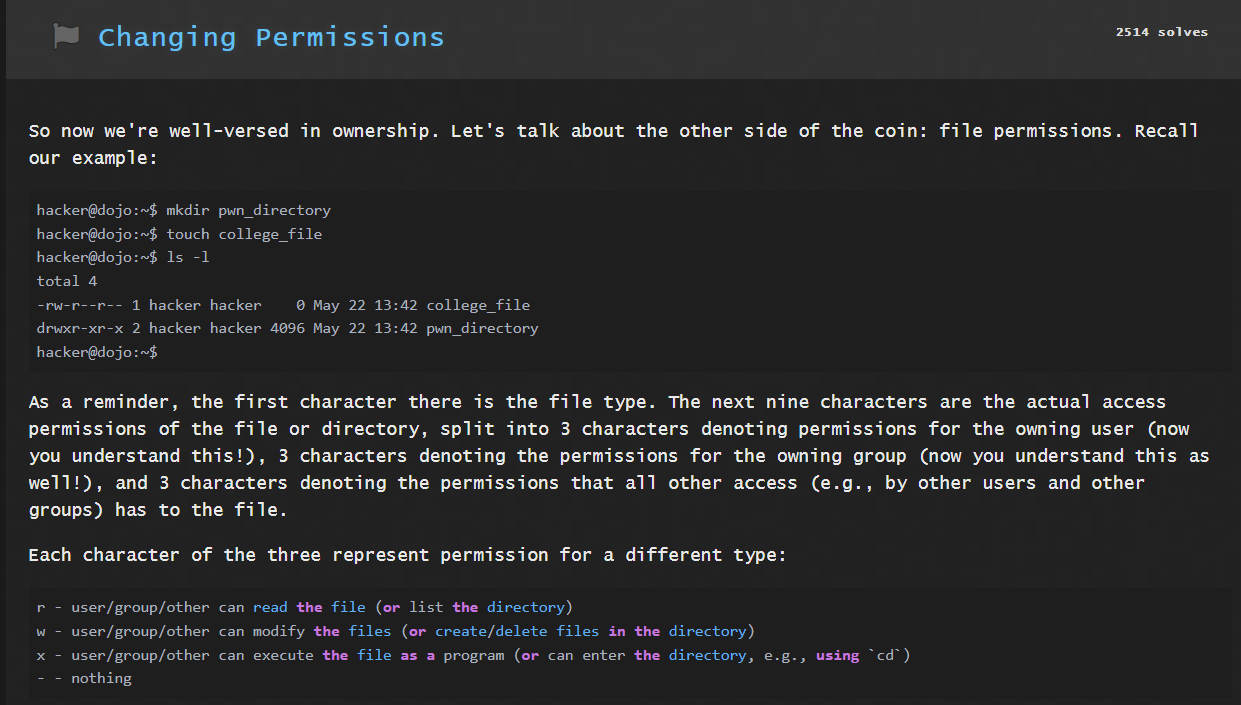 Changing Permissions
2514 solves
So now we're well-versed in ownership. Let's talk about the other side of the coin: file permissions. Recall
our example:
hacker@dojo:~$ mkdir pwn_directory
hacker@dojo:~$ touch college_file
hacker@dojo:~$ ls -l
total 4
-rw-r--r-- 1 hacker hacker    0 May 22 13:42 college_file
drwxr-xr-x 2 hacker hacker 4096 May 22 13:42 pwn_directory
hacker@dojo:~$
As a reminder, the first character there is the file type. The next nine characters are the actual access
permissions of the file or directory, split into 3 characters denoting permissions for the owning user (now
you understand this!), 3 characters denoting the permissions for the owning group (now you understand this as
well!), and 3 characters denoting the permissions that all other access (e.g., by other users and other
groups) has to the file.
Each character of the three represent permission for a different type:
r - user/group/other can read the file (or list the directory)
w - user/group/other can modify the files (or create/delete files in the directory)
x - user/group/other can execute the file as a program (or can enter the directory, e.g., using `cd`)
- - nothing